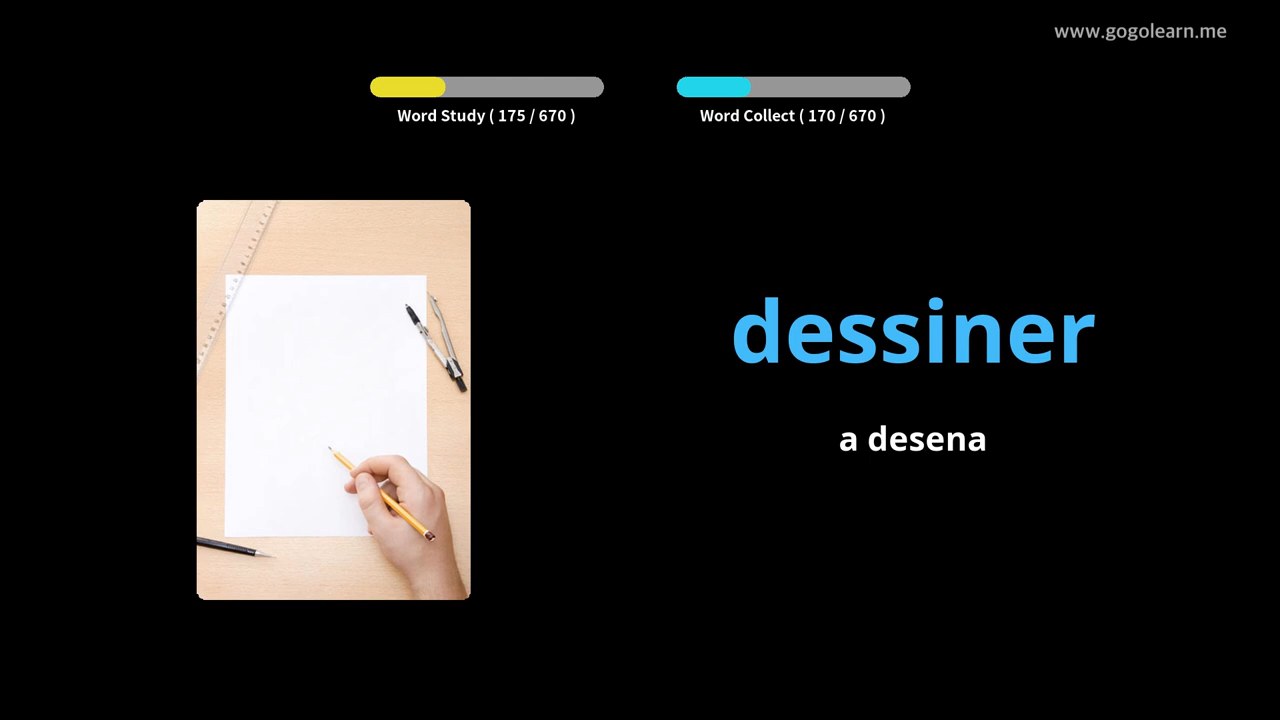 www.gogolearn.me
Word Study ( 175 / 670 )
Word Collect ( 170 / 670 )
dessiner
a desena